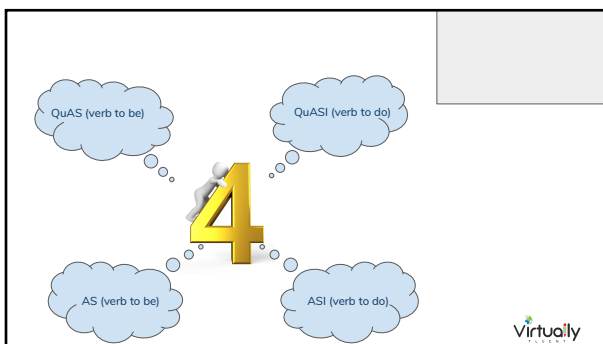 QuAS (verb to be)
QuASI (verb to do)
4
AS (verb to be)
ASI (verb to do)
Virtually
FLUENT